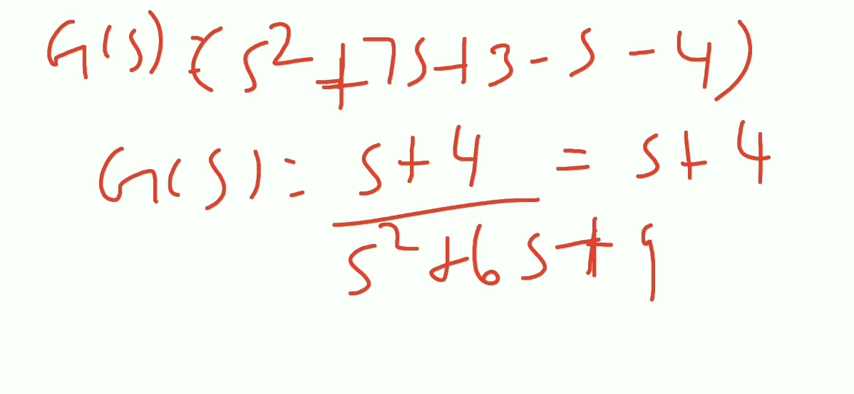 G(s) = (s² + 7s + 3 - s - 4)
G(s) = s + 4 = s + 4
s² + 6s + 9